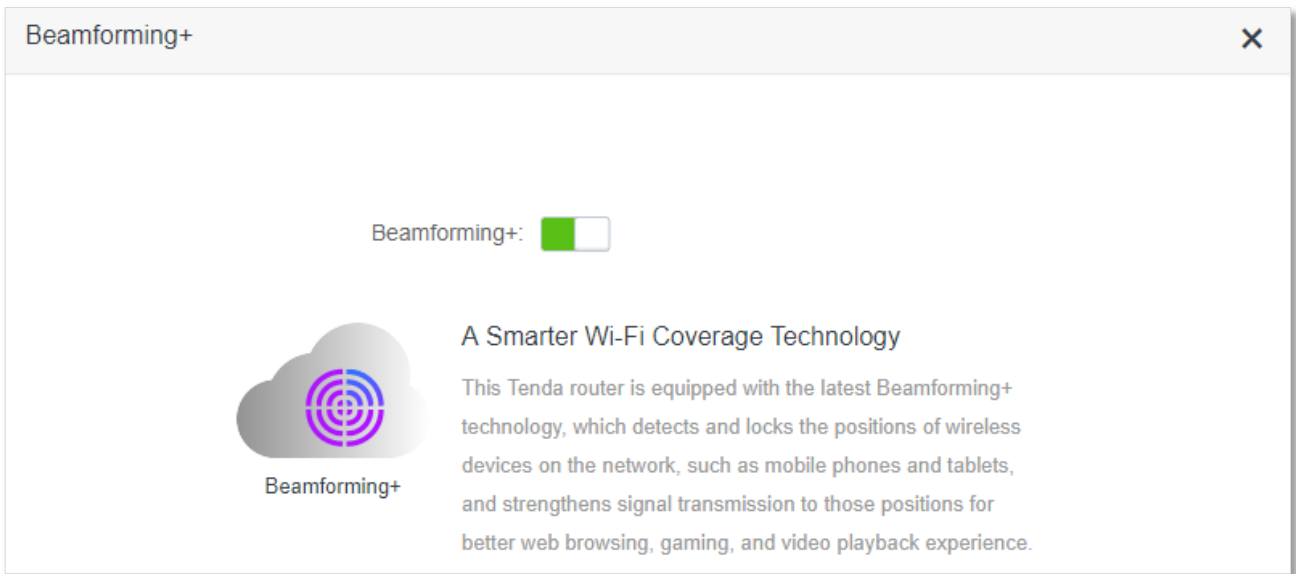 Beamforming+
Beamforming+:
A Smarter Wi-Fi Coverage Technology
This Tenda router is equipped with the latest Beamforming+
technology, which detects and locks the positions of wireless
devices on the network, such as mobile phones and tablets,
and strengthens signal transmission to those positions for
better web browsing, gaming, and video playback experience.
Beamforming+